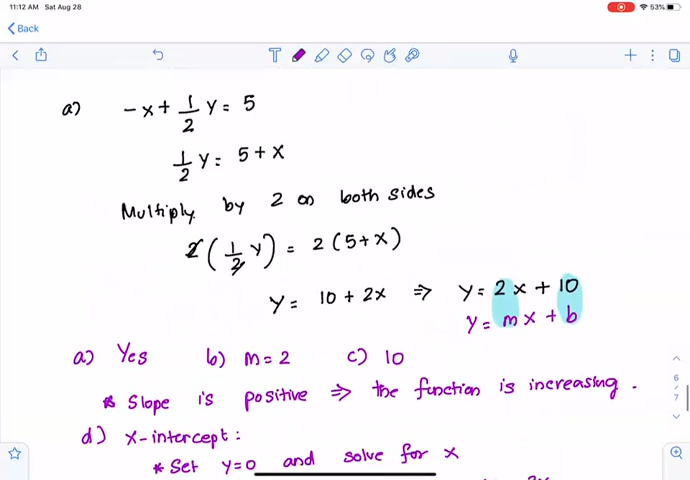 11:12 AM Sat Aug 28
53%
Back
a) -x + 1/2 y = 5
1/2 y = 5 + x
Multiply by 2 on both sides
2 ( 1/2 y ) = 2 ( 5 + x )
y = 10 + 2x ⇒ y = 2x + 10
y = mx + b
a) Yes b) m = 2 c) 10
* Slope is positive ⇒ the function is increasing.
d) x-intercept :
* Set y=0 and solve for x
6
/
7